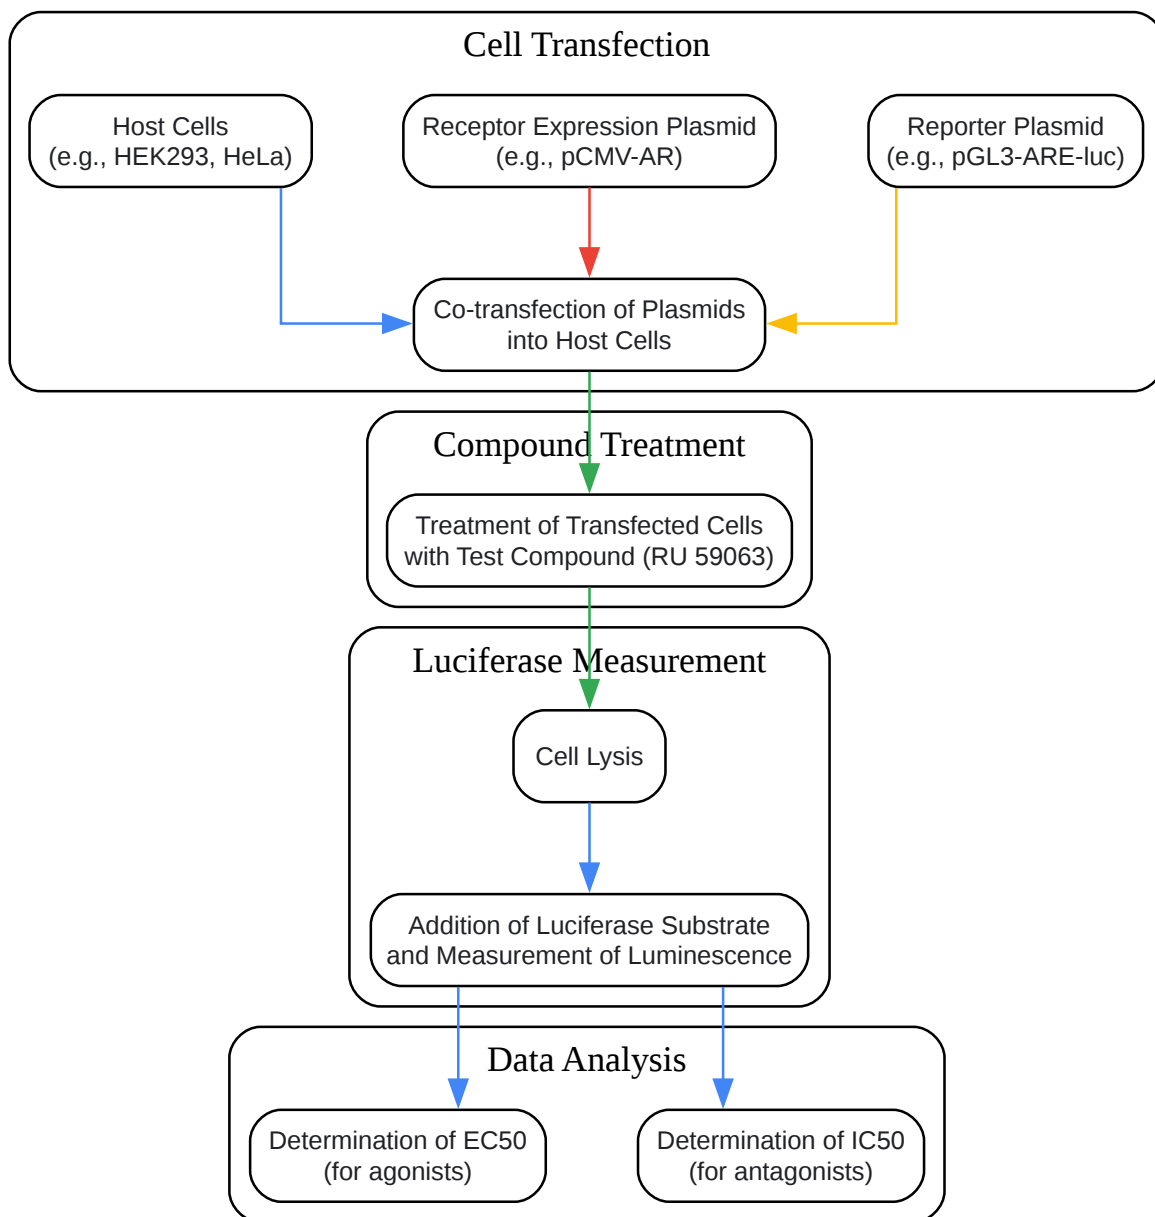 Cell Transfection
Host Cells
(e.g., HEK293, HeLa)
Receptor Expression Plasmid
(e.g., pCMV-AR)
Reporter Plasmid
(e.g., pGL3-ARE-luc)
Co-transfection of Plasmids
into Host Cells
Compound Treatment
Treatment of Transfected Cells
with Test Compound (RU 59063)
Luciferase Measurement
Cell Lysis
Addition of Luciferase Substrate
and Measurement of Luminescence
Data Analysis
Determination of EC50
(for agonists)
Determination of IC50
(for antagonists)